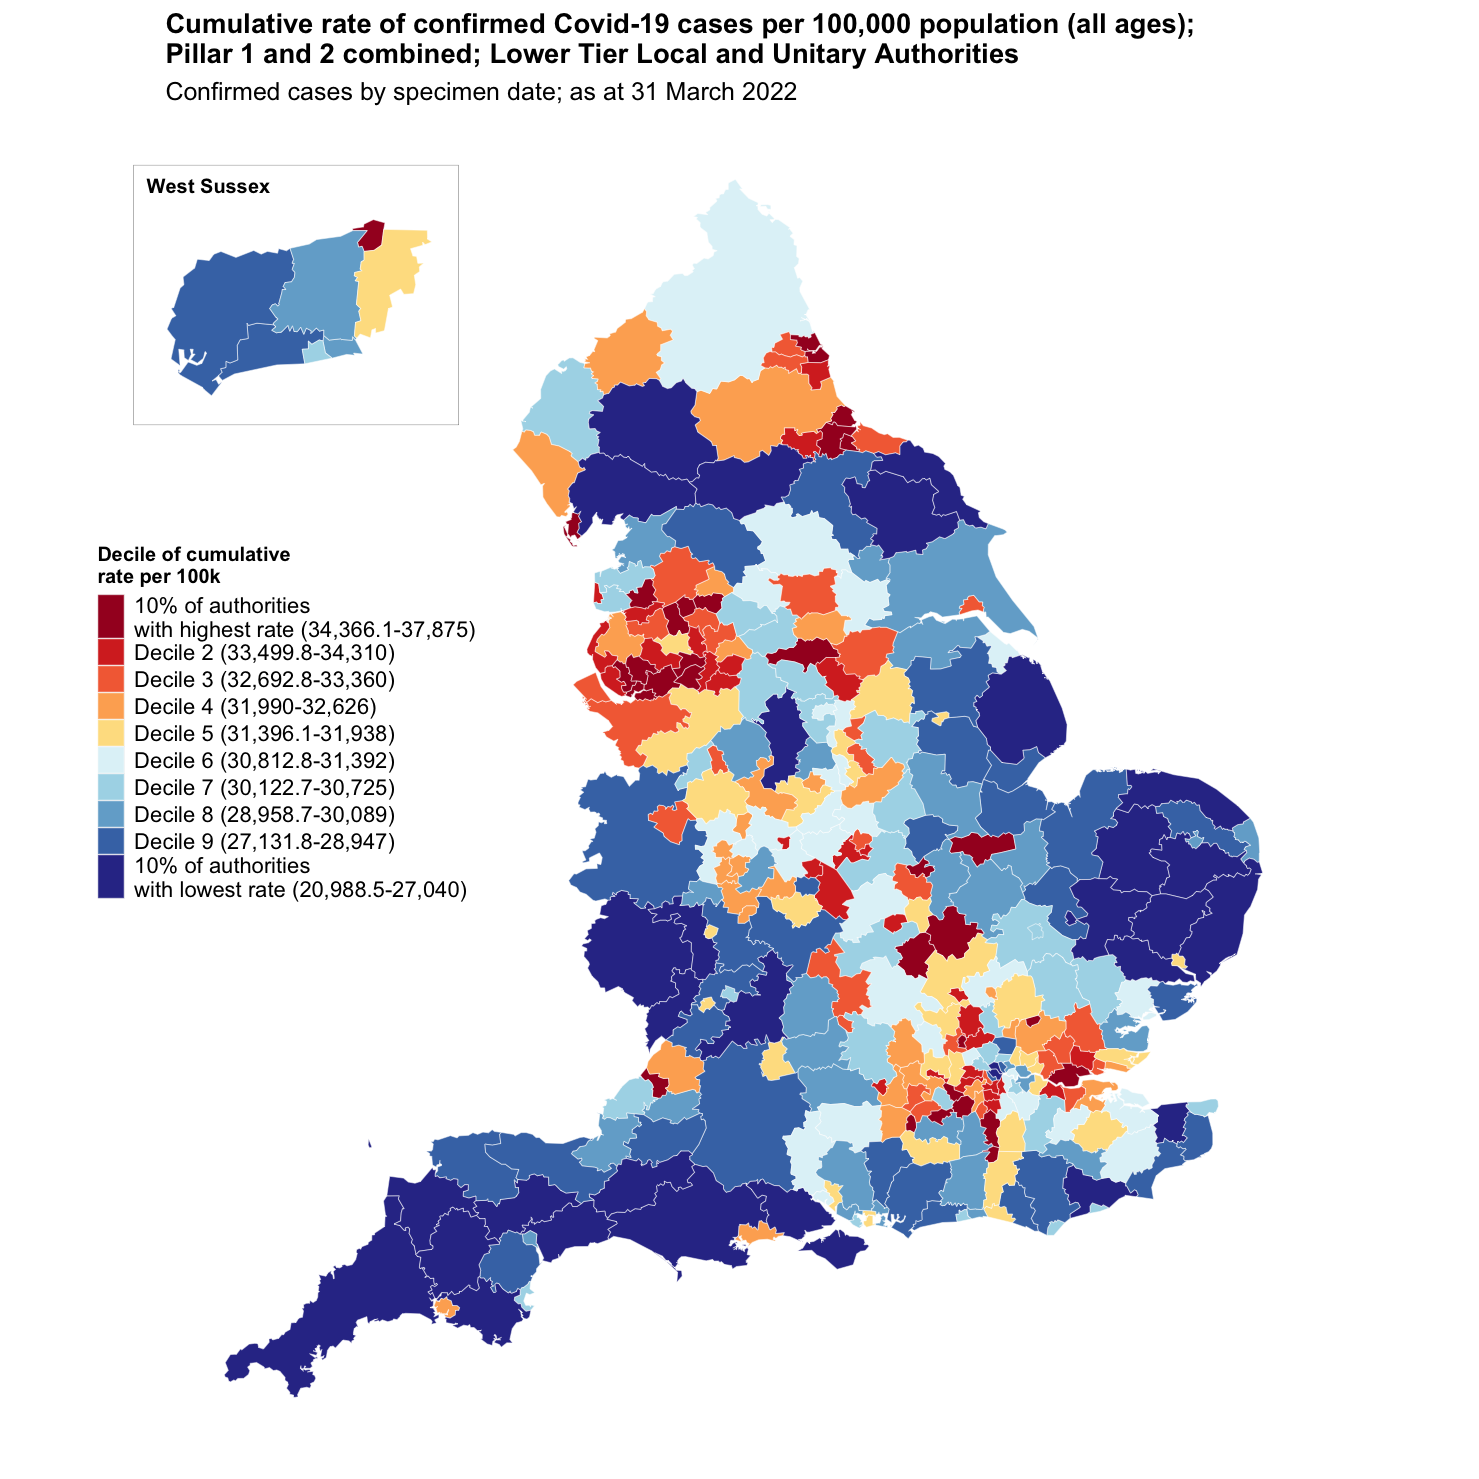 Cumulative rate of confirmed Covid-19 cases per 100,000 population (all ages);
Pillar 1 and 2 combined; Lower Tier Local and Unitary Authorities
Confirmed cases by specimen date; as at 31 March 2022
West Sussex
Decile of cumulative
rate per 100k
10% of authorities
with highest rate (34,366.1-37,875)
Decile 2 (33,499.8-34,310)
Decile 3 (32,692.8-33,360)
Decile 4 (31,990-32,626)
Decile 5 (31,396.1-31,938)
Decile 6 (30,812.8-31,392)
Decile 7 (30,122.7-30,725)
Decile 8 (28,958.7-30,089)
Decile 9 (27,131.8-28,947)
10% of authorities
with lowest rate (20,988.5-27,040)